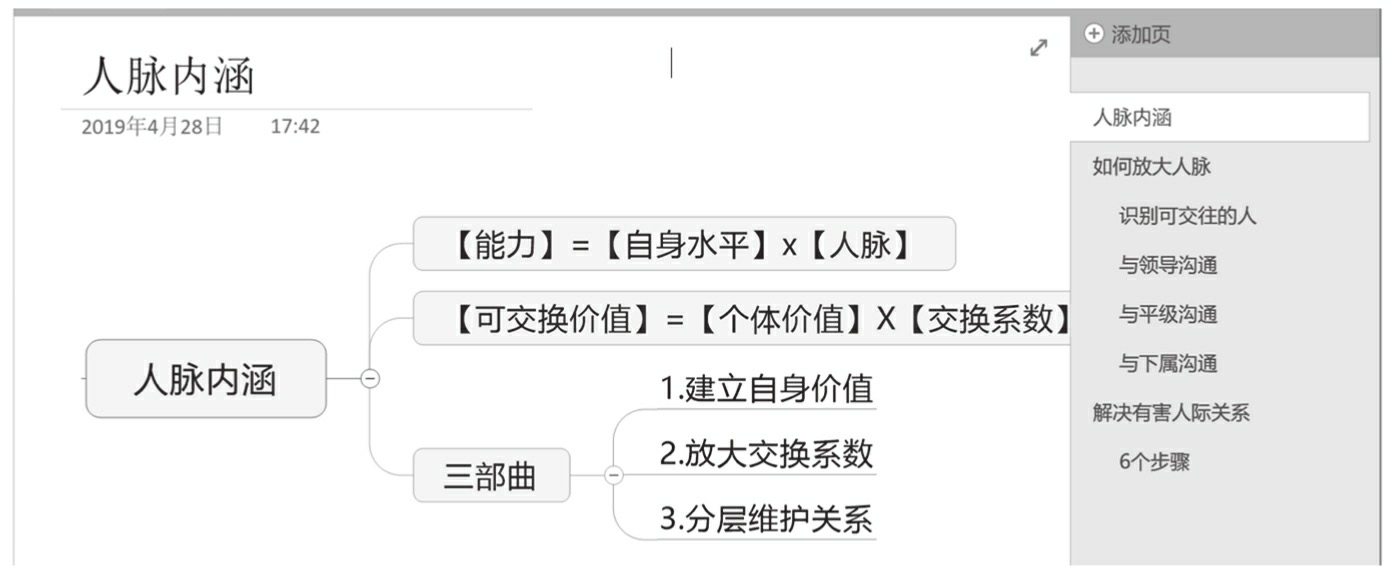 人脉内涵
2019年4月28日 17:42
人脉内涵
【能力】=【自身水平】x【人脉】
【可交换价值】=【个体价值】X【交换系数】
三部曲
1.建立自身价值
2.放大交换系数
3.分层维护关系
添加页
人脉内涵
如何放大人脉
识别可交往的人
与领导沟通
与平级沟通
与下属沟通
解决有害人际关系
6个步骤